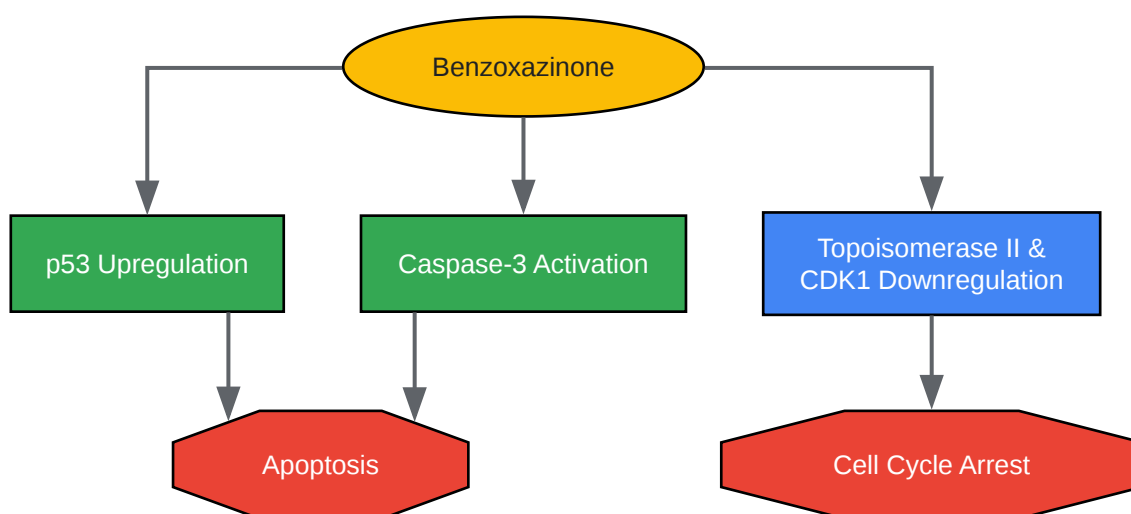 Benzoxazinone
p53 Upregulation
Caspase-3 Activation
Topoisomerase II &
CDK1 Downregulation
Apoptosis
Cell Cycle Arrest